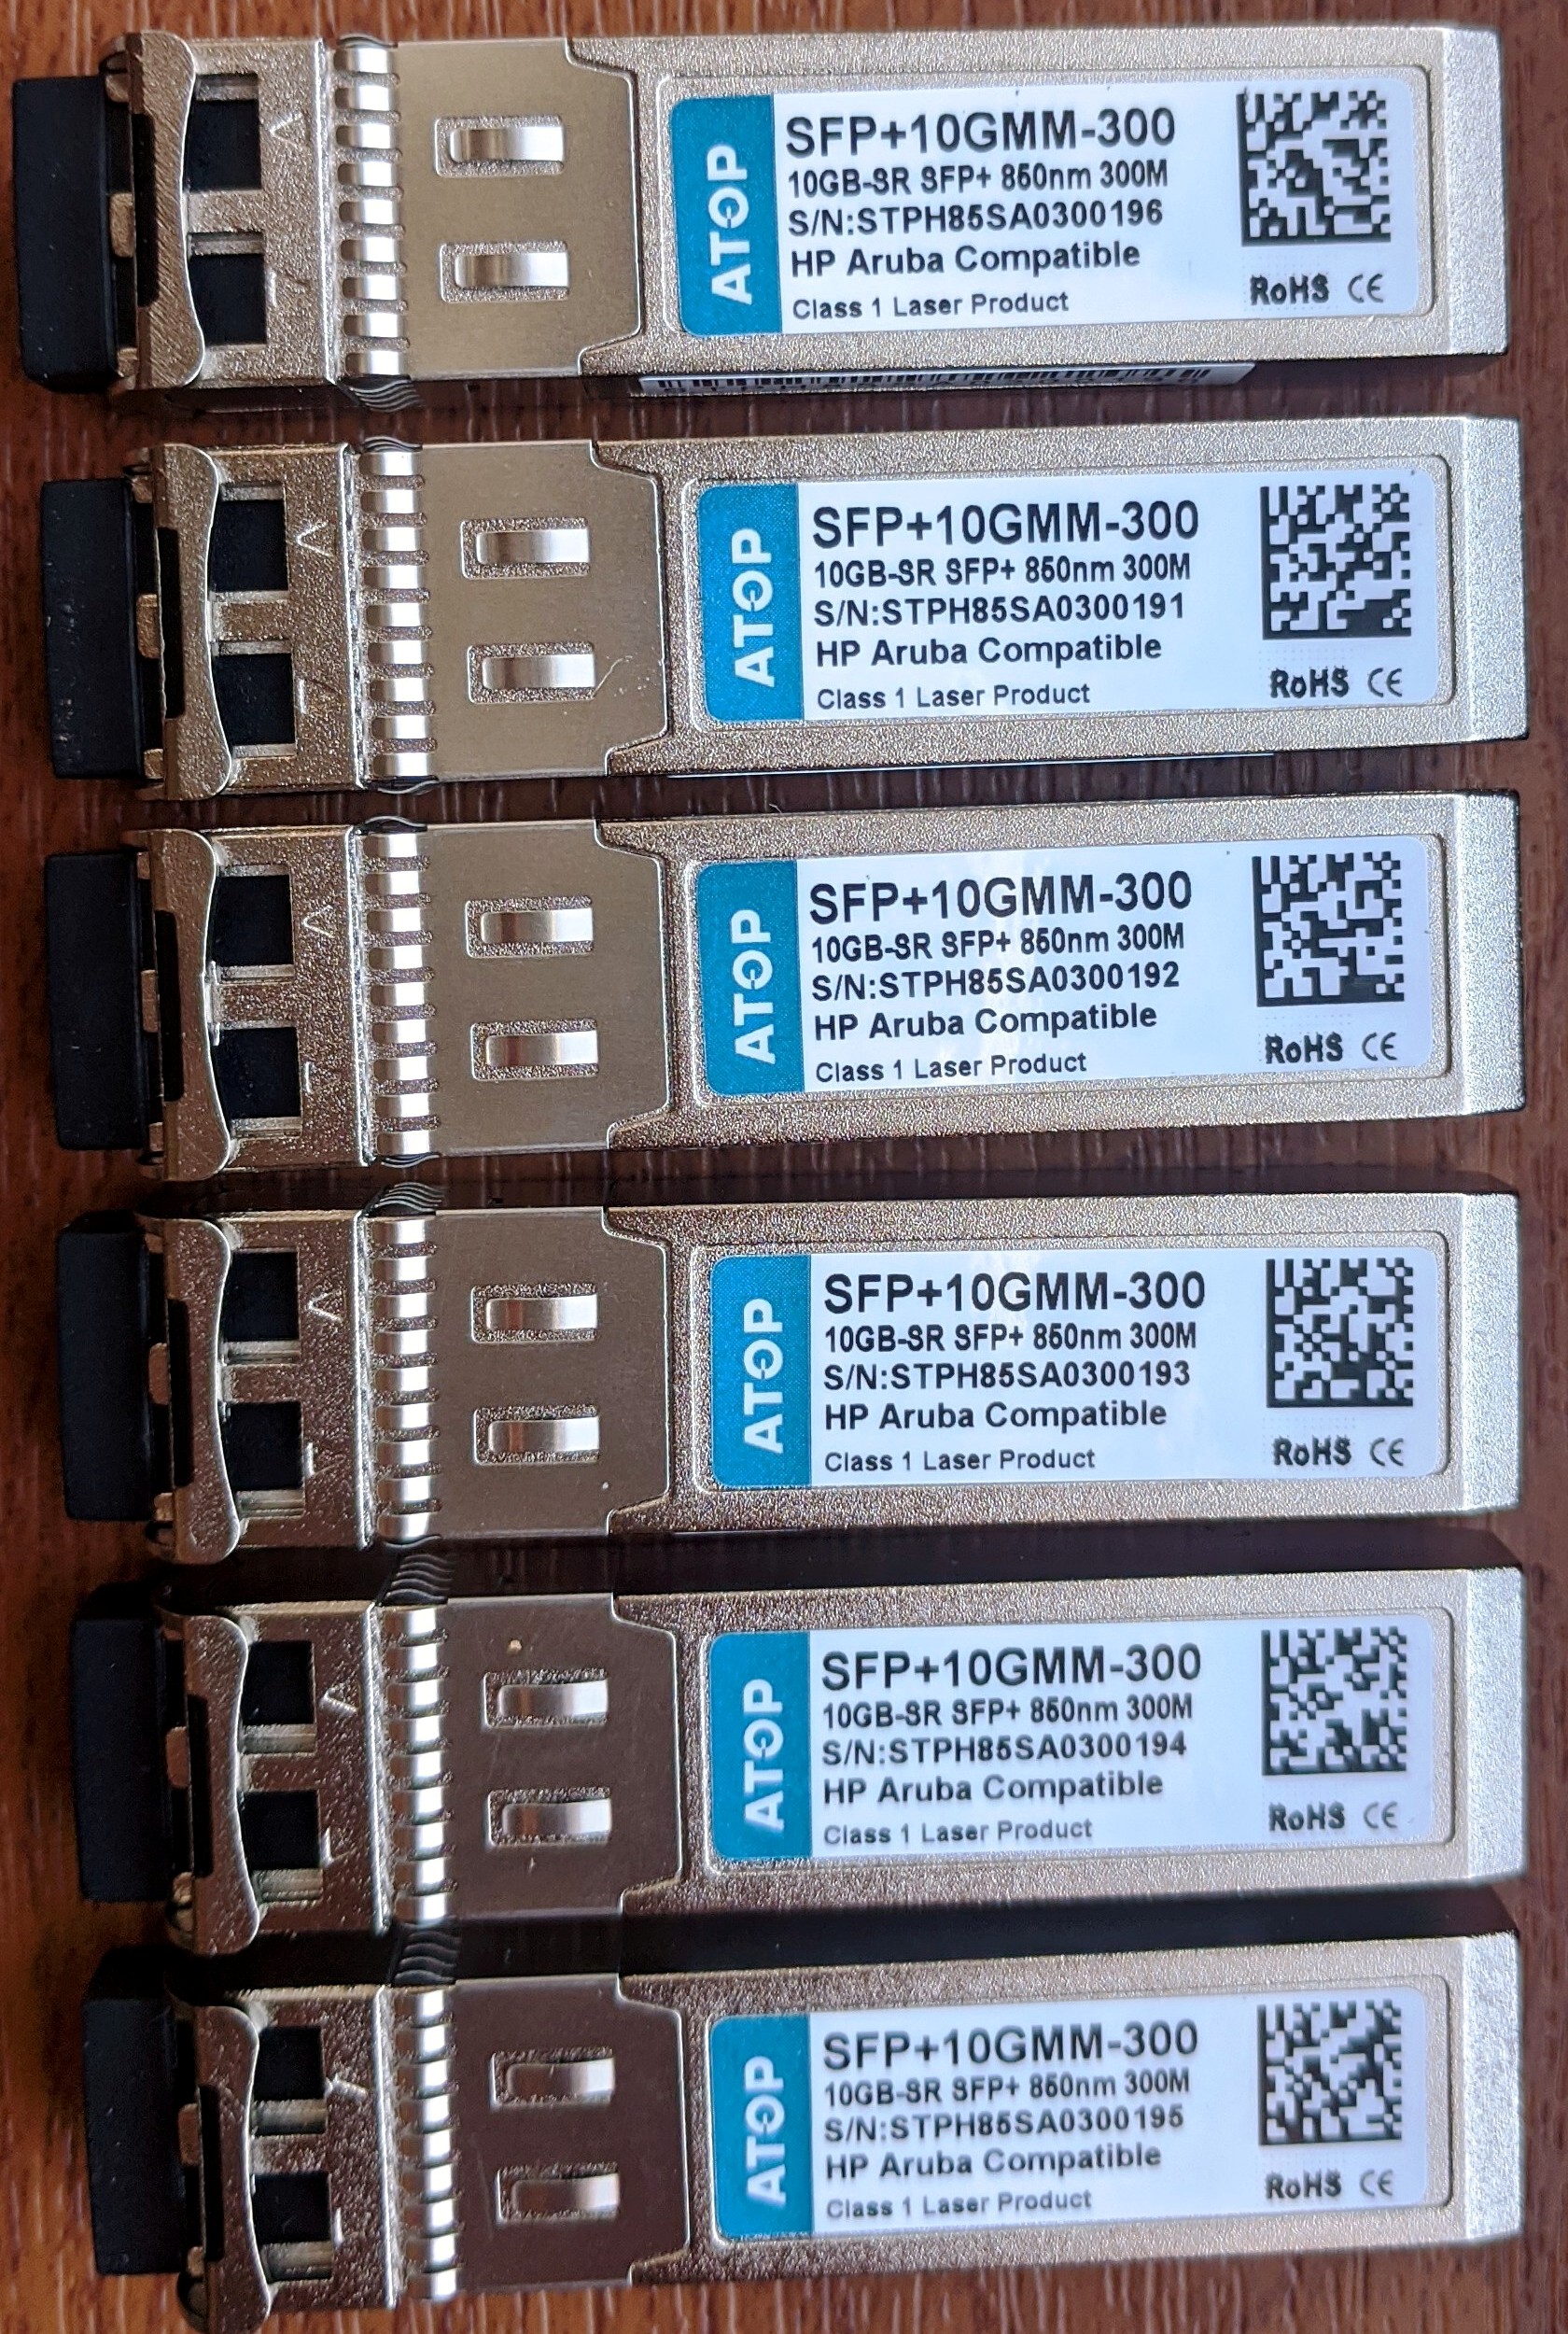 ATOP
SFP+10GMM-300
10GB-SR SFP+ 850nm 300M
S/N:STPH85SA0300196
HP Aruba Compatible
Class 1 Laser Product
RoHS CE
ATOP
SFP+10GMM-300
10GB-SR SFP+ 850nm 300M
S/N:STPH85SA0300191
HP Aruba Compatible
Class 1 Laser Product
RoHS CE
ATOP
SFP+10GMM-300
10GB-SR SFP+ 850nm 300M
S/N:STPH85SA0300192
HP Aruba Compatible
Class 1 Laser Product
RoHS CE
ATOP
SFP+10GMM-300
10GB-SR SFP+ 850nm 300M
S/N:STPH85SA0300193
HP Aruba Compatible
Class 1 Laser Product
RoHS CE
ATOP
SFP+10GMM-300
10GB-SR SFP+ 850nm 300M
S/N:STPH85SA0300194
HP Aruba Compatible
Class 1 Laser Product
RoHS CE
ATOP
SFP+10GMM-300
10GB-SR SFP+ 850nm 300M
S/N:STPH85SA0300195
HP Aruba Compatible
Class 1 Laser Product
RoHS CE